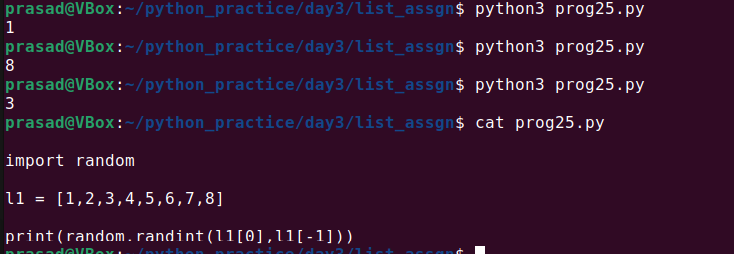 prasad@VBox:~/python_practice/day3/list_assgn$ python3 prog25.py
1
prasad@VBox:~/python_practice/day3/list_assgn$ python3 prog25.py
8
prasad@VBox:~/python_practice/day3/list_assgn$ python3 prog25.py
3
prasad@VBox:~/python_practice/day3/list_assgn$ cat prog25.py
import random
l1 = [1,2,3,4,5,6,7,8]
print(random.randint(l1[0],l1[-1]))
prasad@VBox:~/python_practice/day3/list_assgn$